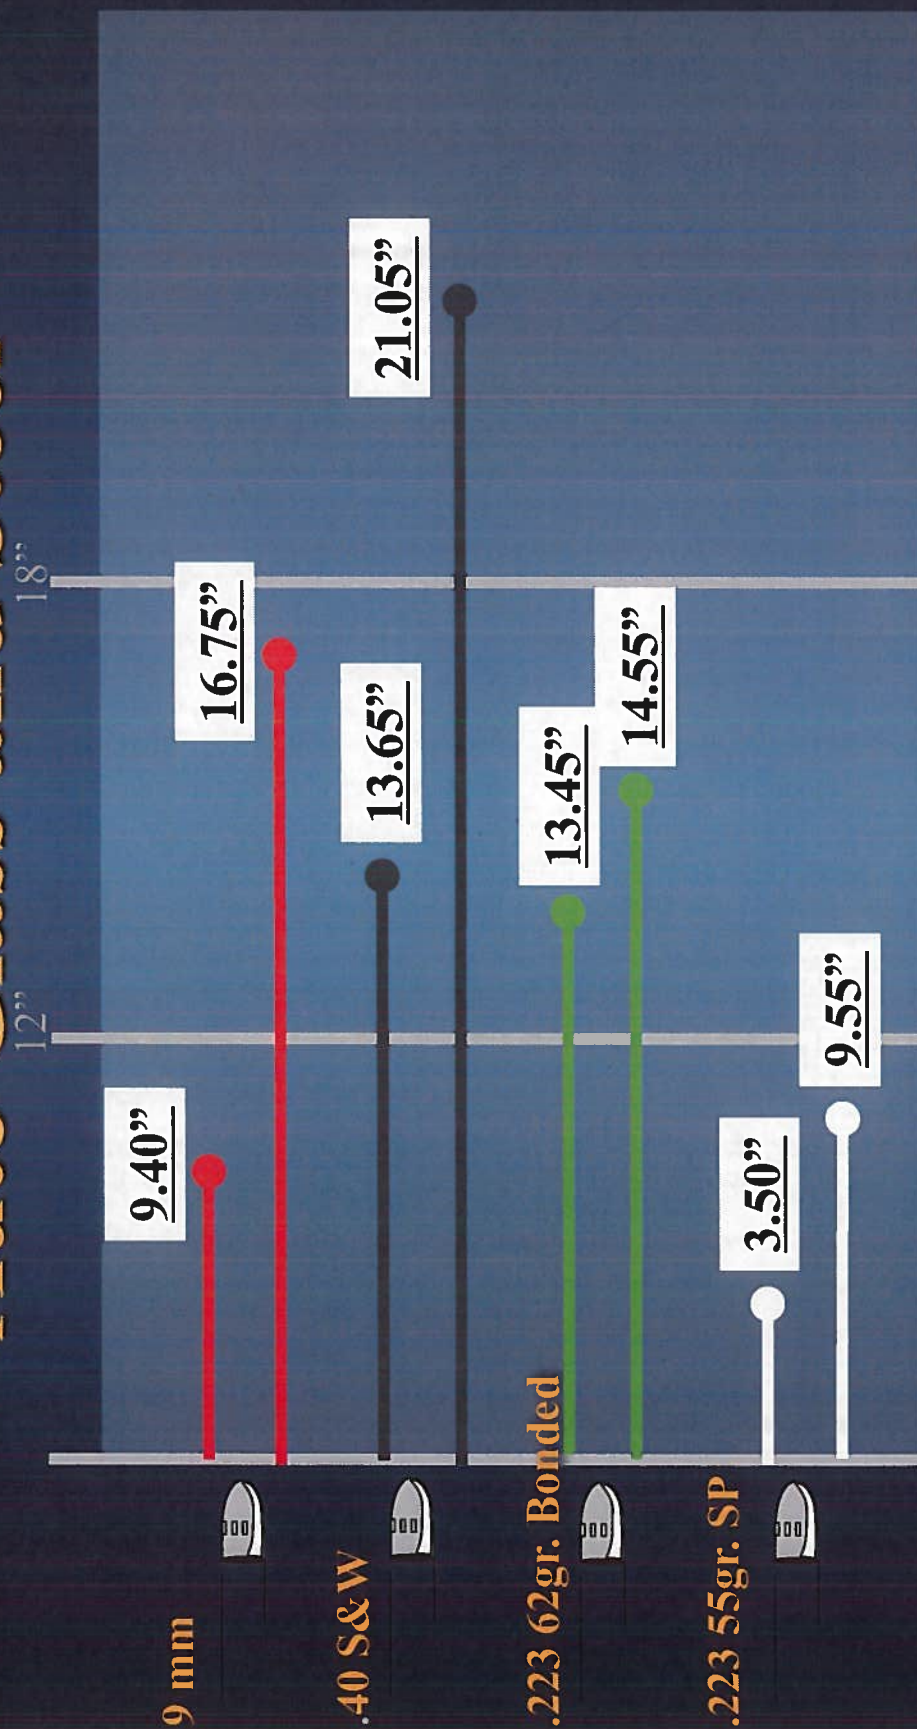 12” 18”
9 mm
9.40”
16.75”
.40 S&W
13.65”
21.05”
.223 62gr. Bonded
13.45”
14.55”
.223 55gr. SP
3.50”
9.55”